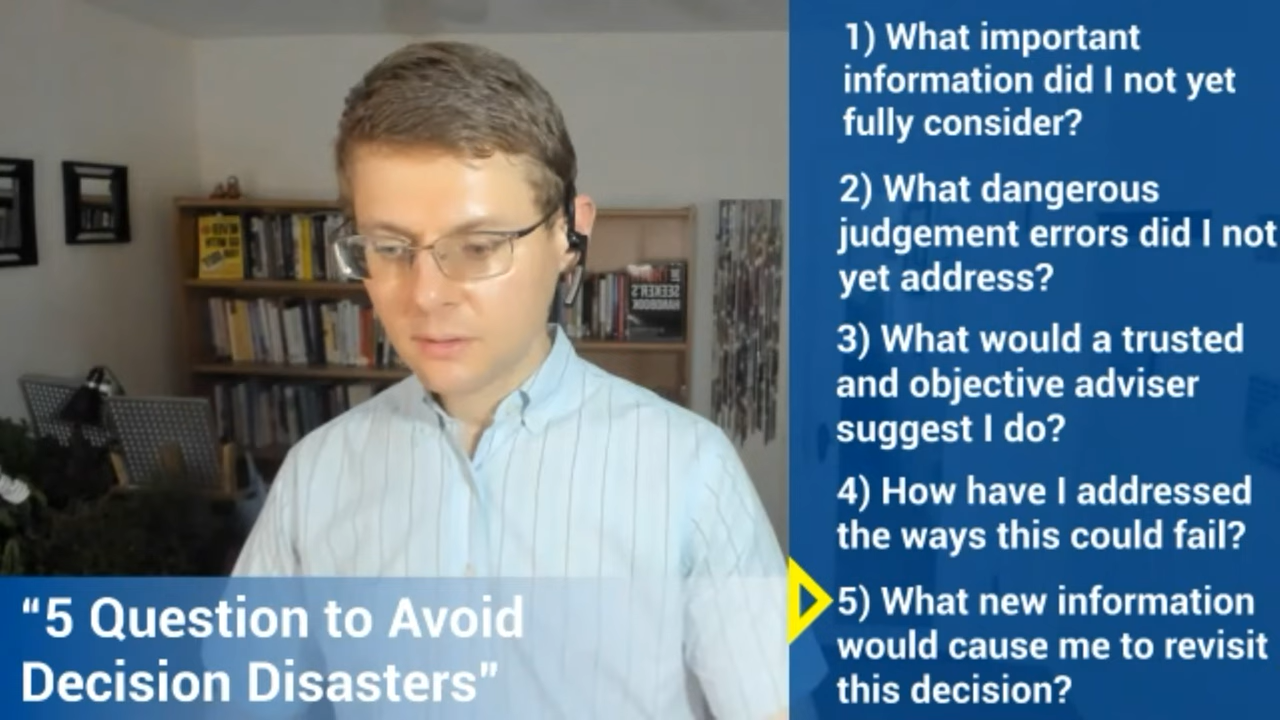 1) What important
information did I not yet
fully consider?
2) What dangerous
judgement errors did I not
yet address?
3) What would a trusted
and objective adviser
suggest I do?
4) How have I addressed
the ways this could fail?
5) What new information
would cause me to revisit
this decision?
“5 Question to Avoid
Decision Disasters”
SEEKER'S
HANDBOOK